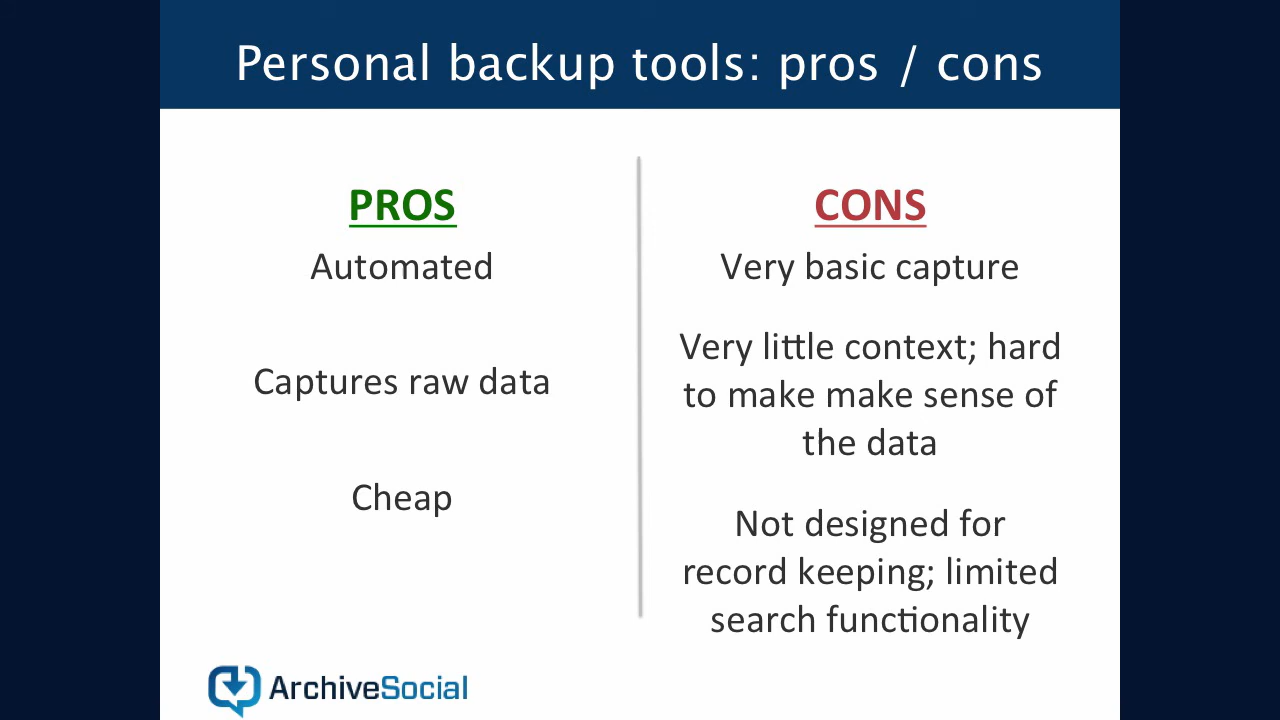 Personal backup tools: pros / cons
PROS
Automated
Captures raw data
Cheap
CONS
Very basic capture
Very little context; hard
to make make sense of
the data
Not designed for
record keeping; limited
search functionality
ArchiveSocial